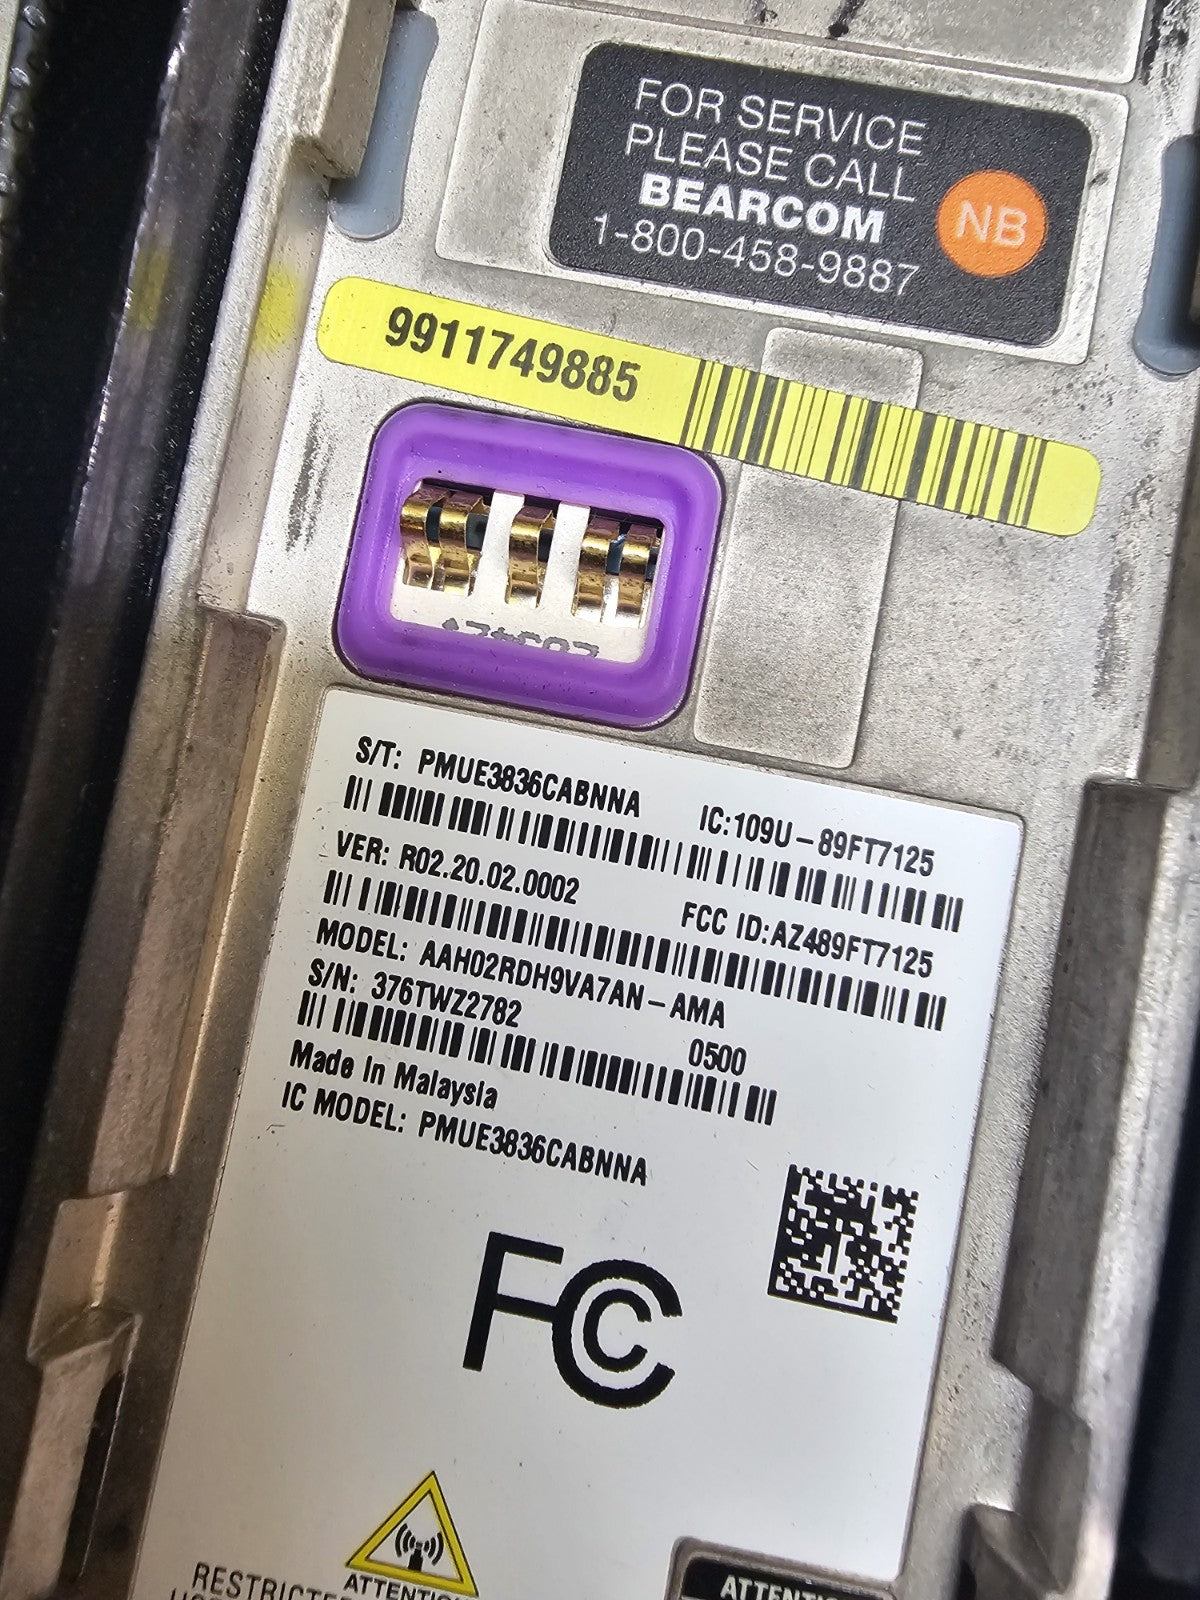 FOR SERVICE
PLEASE CALL
BEARCOM
1-800-458-9887
NB
9911749885
S/T: PMUE3836CABNNA IC:109U-89FT7125
VER: R02.20.02.0002 FCC ID:AZ489FT7125
MODEL: AAH02RDH9VA7AN-AMA
S/N: 376TWZ2782 0500
Made In Malaysia
IC MODEL: PMUE3836CABNNA
FC
ATTENTION
ATTENTION